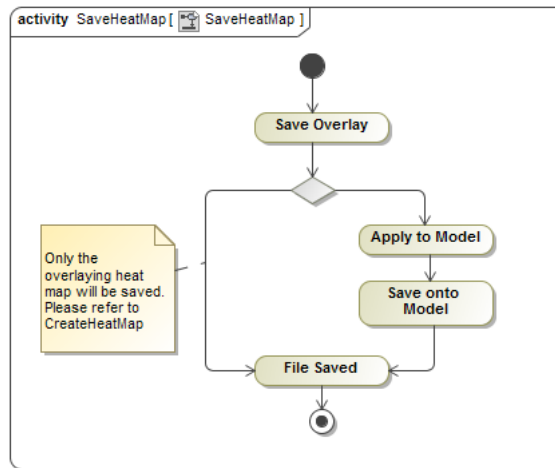 activity SaveHeatMap [ SaveHeatMap ]
Save Overlay
Apply to Model
Only the
overlaying heat
map will be saved.
Please refer to
CreateHeatMap
Save onto
Model
File Saved